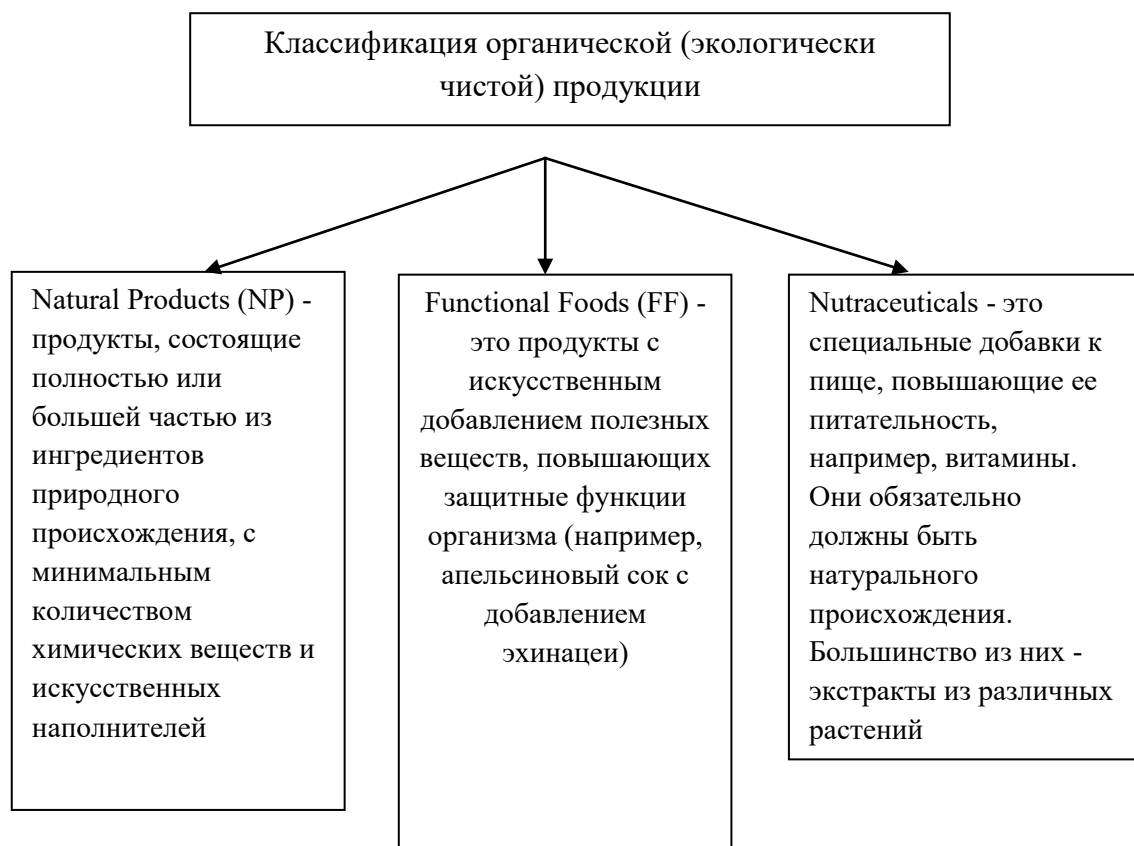 Классификация органической (экологически
чистой) продукции
Natural Products (NP) -
продукты, состоящие
полностью или
большей частью из
ингредиентов
природного
происхождения, с
минимальным
количеством
химических веществ и
искусственных
наполнителей
Functional Foods (FF) -
это продукты с
искусственным
добавлением полезных
веществ, повышающих
защитные функции
организма (например,
апельсиновый сок с
добавлением
эхинацеи)
Nutraceuticals - это
специальные добавки к
пище, повышающие ее
питательность,
например, витамины.
Они обязательно
должны быть
натурального
происхождения.
Большинство из них -
экстракты из различных
растений